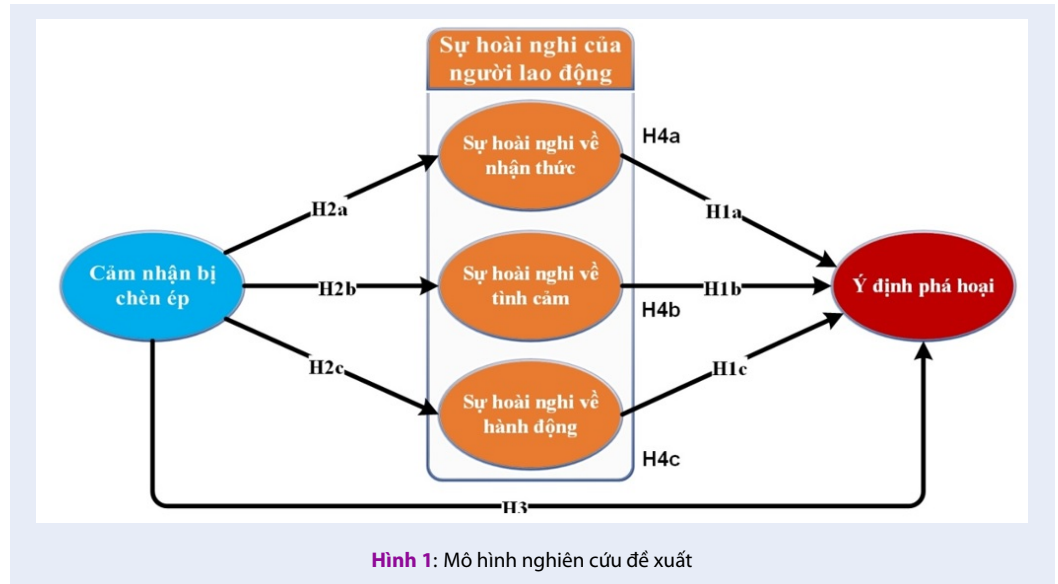 Sự hoài nghi của
người lao động
Sự hoài nghi về
nhận thức
H4a
H2a
H1a
Cảm nhận bị
chèn ép
H2b
Sự hoài nghi về
tình cảm
H1b
Ý định phá hoại
H4b
H2c
H1c
Sự hoài nghi về
hành động
H4c
H3
Hình 1: Mô hình nghiên cứu đề xuất